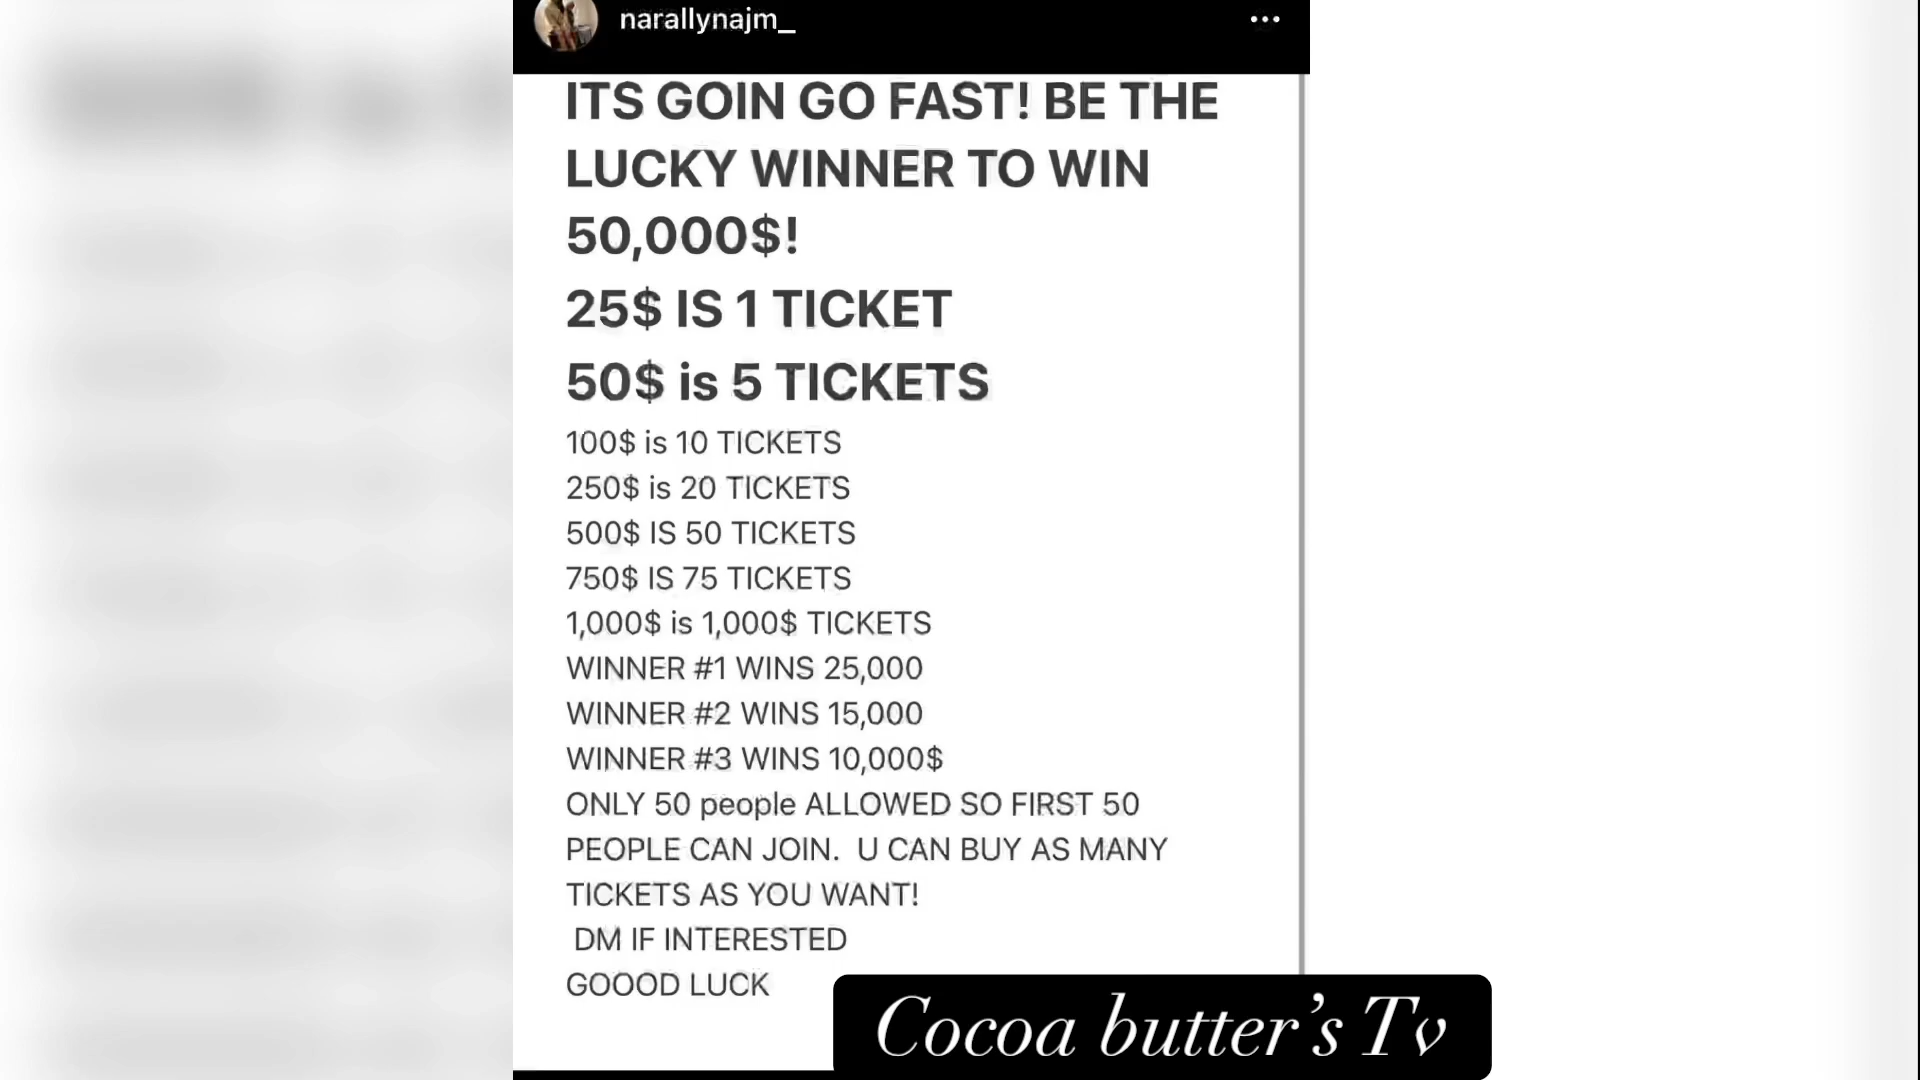 narallynajm_
ITS GOIN GO FAST! BE THE
LUCKY WINNER TO WIN
50,000$!
25$ IS 1 TICKET
50$ is 5 TICKETS
100$ is 10 TICKETS
250$ is 20 TICKETS
500$ IS 50 TICKETS
750$ IS 75 TICKETS
1,000$ is 1,000$ TICKETS
WINNER #1 WINS 25,000
WINNER #2 WINS 15,000
WINNER #3 WINS 10,000$
ONLY 50 people ALLOWED SO FIRST 50
PEOPLE CAN JOIN.  U CAN BUY AS MANY
TICKETS AS YOU WANT!
DM IF INTERESTED
GOOOD LUCK
Cocoa butter’s Tv